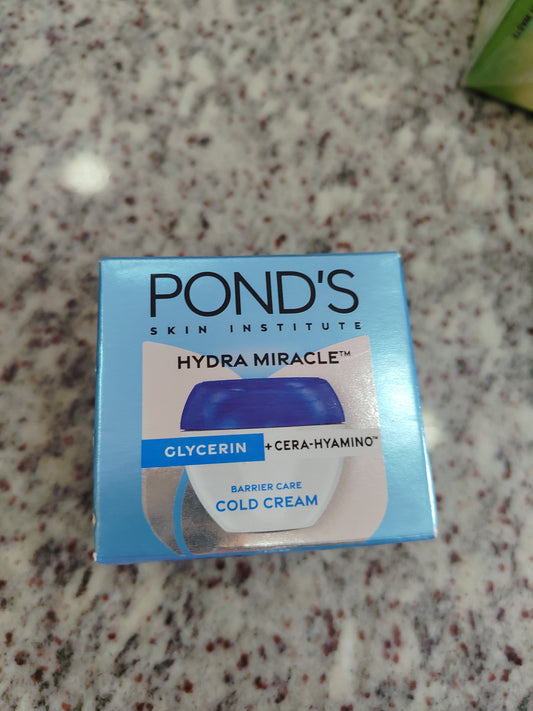 POND'S
SKIN INSTITUTE
HYDRA MIRACLE™
GLYCERIN + CERA-HYAMINO™
BARRIER CARE
COLD CREAM